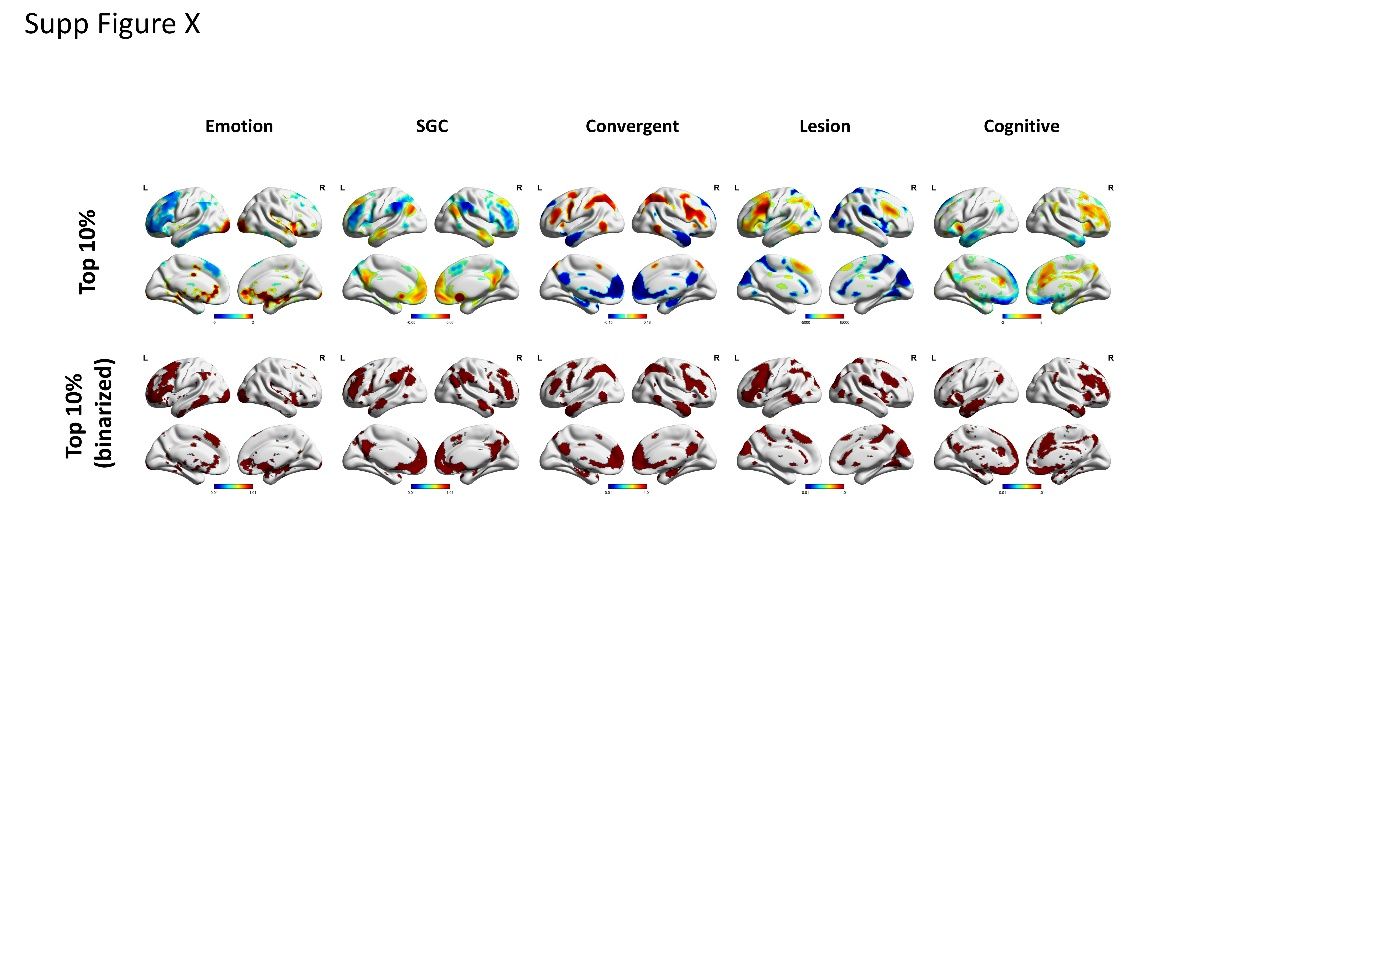 Supp Figure X
Emotion SGC Convergent Lesion Cognitive
Top 10%
L R L R L R L R L R
Top 10%
(binarized)
L R L R L R L R L R